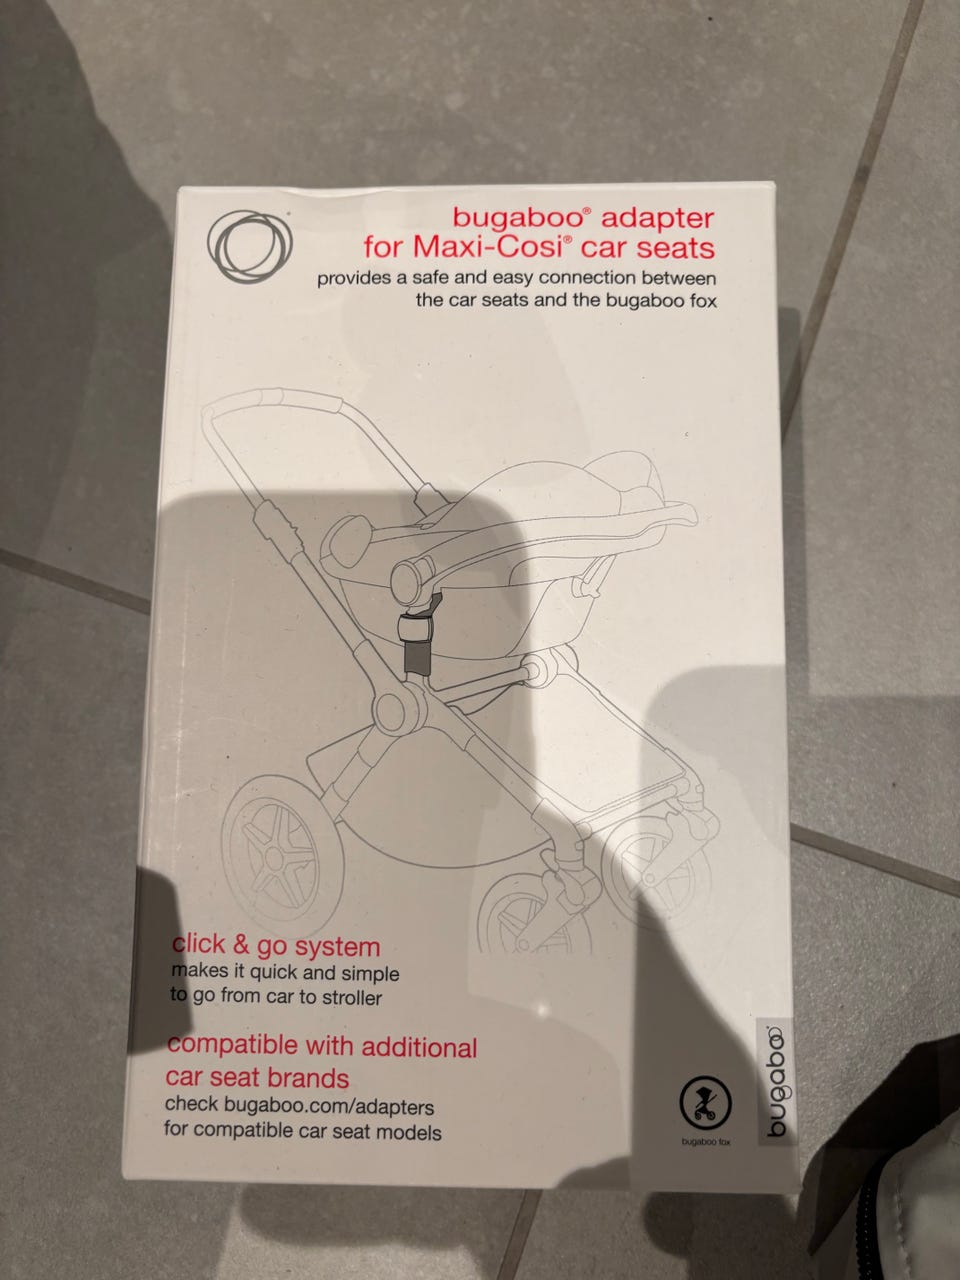 bugaboo® adapter
for Maxi-Cosi® car seats
provides a safe and easy connection between
the car seats and the bugaboo fox
click & go system
makes it quick and simple
to go from car to stroller
compatible with additional
car seat brands
check bugaboo.com/adapters
for compatible car seat models
bugaboo fox
bugaboo